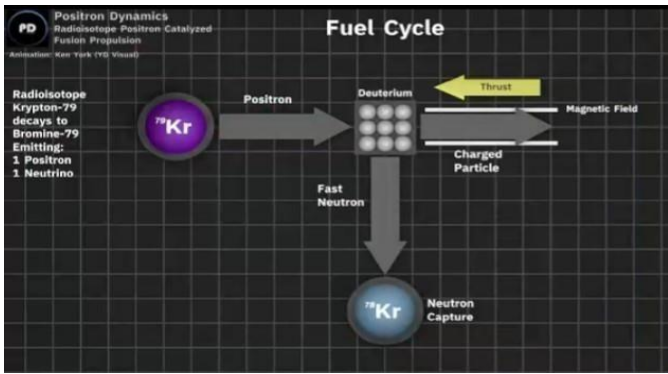 PD
Positron Dynamics
Radioisotope Positron Catalyzed
Fusion Propulsion
Animation: Ken York (YD Visual)
Fuel Cycle
Radioisotope
Krypton-79
decays to
Bromine-79
Emitting:
1 Positron
1 Neutrino
⁷⁹Kr
Positron
Deuterium
Thrust
Magnetic Field
Charged
Particle
Fast
Neutron
⁷⁸Kr
Neutron
Capture